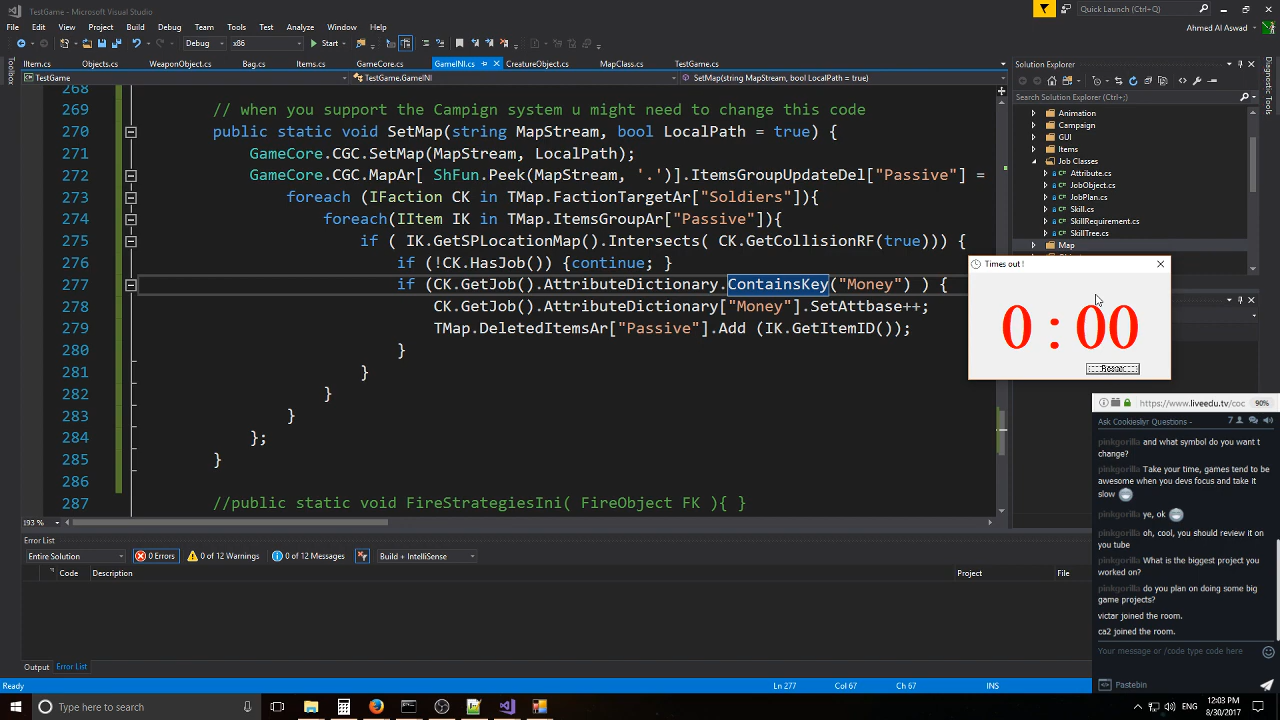 TestGame - Microsoft Visual Studio
Quick Launch (Ctrl+Q)
File Edit View Project Build Debug Team Tools Test Analyze Window Help
Ahmed Al Aswad
Debug x86 Start
Item.cs Objects.cs WeaponObject.cs Bag.cs Items.cs GameCore.cs GameINI.cs CreatureObject.cs MapClass.cs TestGame.cs
TestGame TestGame.GameINI SetMap(string MapStream, bool LocalPath = true)
268
269 // when you support the Campign system u might need to change this code
270 public static void SetMap(string MapStream, bool LocalPath = true) {
271 GameCore.CGC.SetMap(MapStream, LocalPath);
272 GameCore.CGC.MapAr[ ShFun.Peek(MapStream, '.')].ItemsGroupUpdateDel["Passive"] =
273 foreach (IFaction CK in TMap.FactionTargetAr["Soldiers"]){
274 foreach(IItem IK in TMap.ItemsGroupAr["Passive"]){
275 if ( IK.GetSPLocationMap().Intersects( CK.GetCollisionRF(true))) {
276 if (!CK.HasJob()) {continue; }
277 if (CK.GetJob().AttributeDictionary.ContainsKey("Money") ) {
278 CK.GetJob().AttributeDictionary["Money"].SetAttbase++;
279 TMap.DeletedItemsAr["Passive"].Add (IK.GetItemID());
280 }
281 }
282 }
283 }
284 };
285 }
286
287 //public static void FireStrategiesIni( FireObject FK ){ }
193 %
Toolbox
Solution Explorer
Search Solution Explorer (Ctrl+;)
Animation
Campaign
GUI
Items
Job Classes
Attribute.cs
JobObject.cs
JobPlan.cs
Skill.cs
SkillRequirement.cs
SkillTree.cs
Map
Diagnostic Tools
Times out !
0 : 00
https://www.liveedu.tv/coc 90%
Ask Cookiesliyr Questions - 7
pinkgorilla and what symbol do you want t
change?
pinkgorilla Take your time, games tend to be
awesome when you devs focus and take it
slow
pinkgorilla ye, ok
pinkgorilla oh, cool, you should review it on
you tube
pinkgorilla What is the biggest project you
worked on?
pinkgorilla do you plan on doing some big
game projects?
victar joined the room.
ca2 joined the room.
Your message or /code type code here
Pastebin
Error List
Entire Solution 0 Errors 0 of 12 Warnings 0 of 12 Messages Build + IntelliSense
Code Description Project File
Output Error List
Ready Ln 277 Col 67 Ch 67 INS
Type here to search
ENG
12:03 PM
8/30/2017